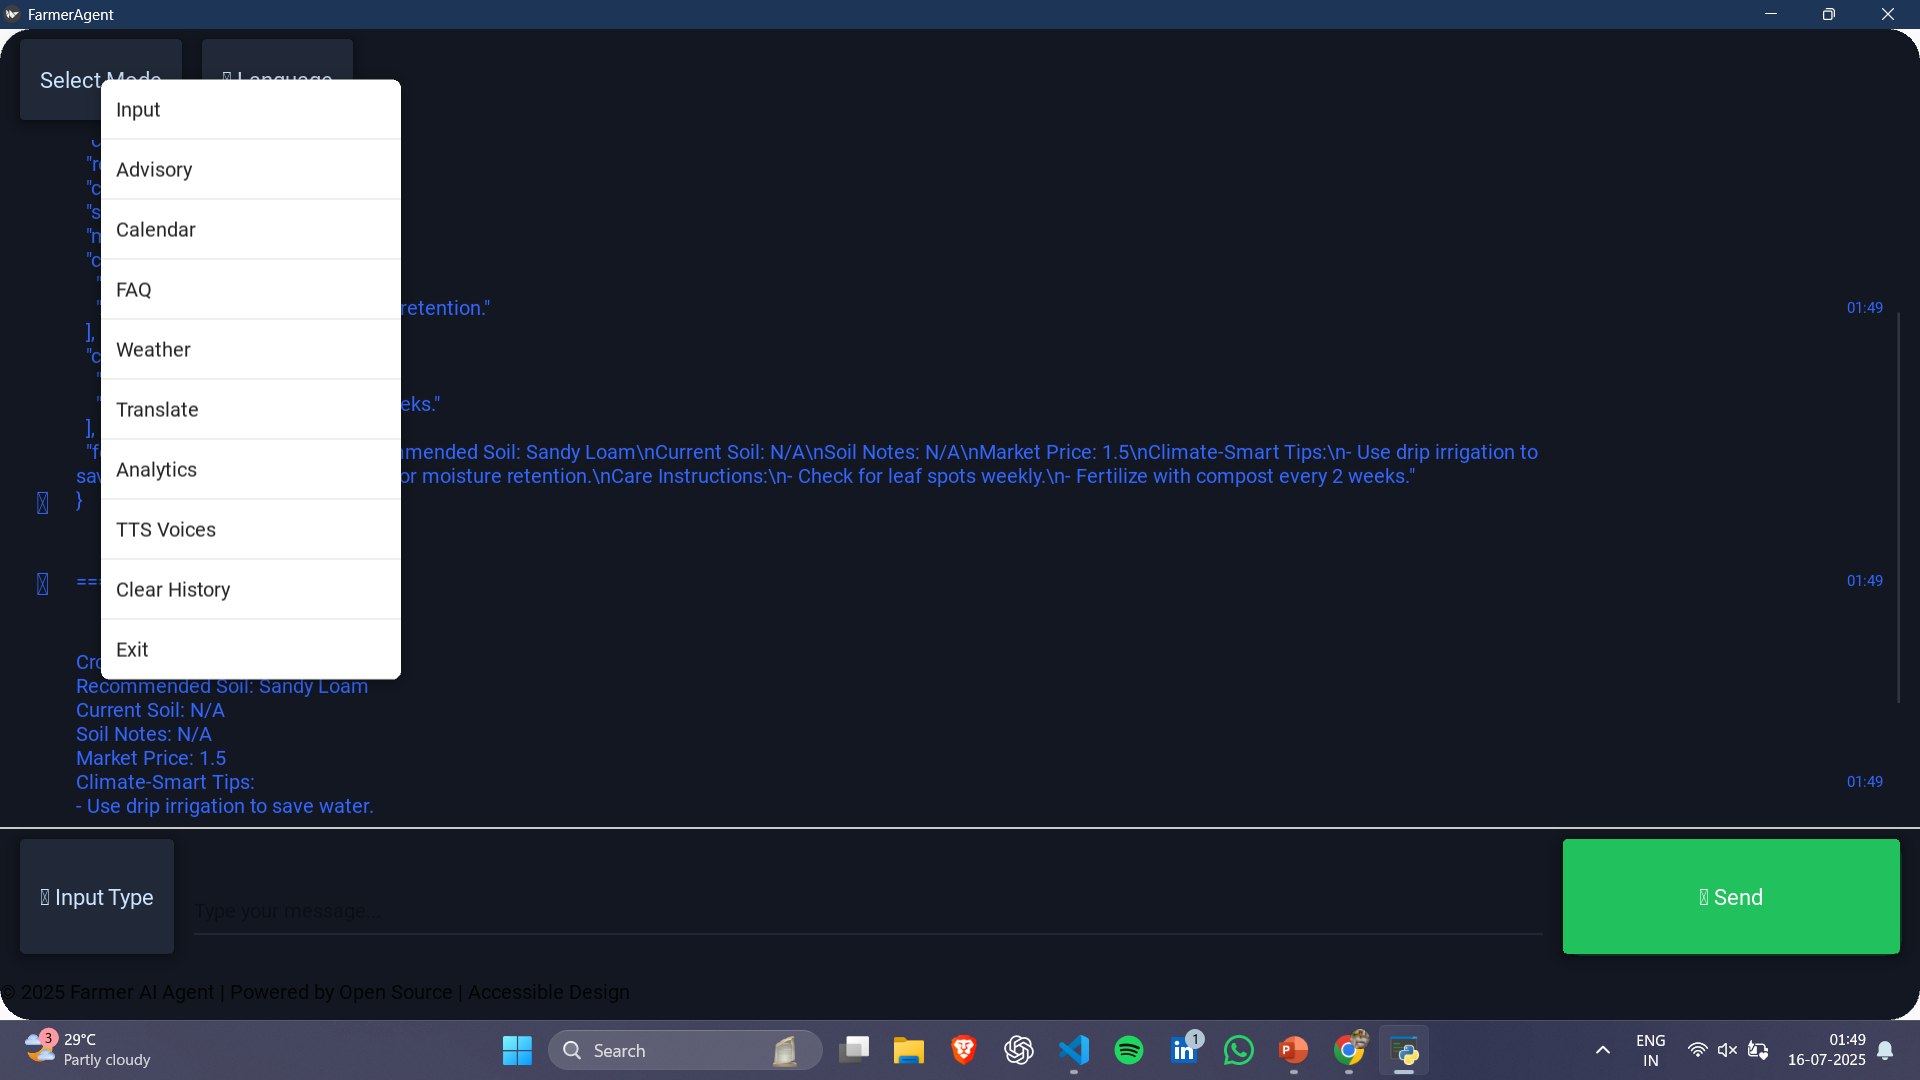 FarmerAgent
Select Mode
Language
Input
Advisory
Calendar
FAQ
Weather
Translate
Analytics
TTS Voices
Clear History
Exit
"r
"c
"s
"c
retention."
01:49
],
"c
eks."
],
mmended Soil: Sandy Loam\nCurrent Soil: N/A\nSoil Notes: N/A\nMarket Price: 1.5\nClimate-Smart Tips:\n- Use drip irrigation to
sav or moisture retention.\nCare Instructions:\n- Check for leaf spots weekly.\n- Fertilize with compost every 2 weeks."
}
==
01:49
Cro
Recommended Soil: Sandy Loam
Current Soil: N/A
Soil Notes: N/A
Market Price: 1.5
Climate-Smart Tips:
01:49
- Use drip irrigation to save water.
Input Type
Type your message...
Send
© 2025 Farmer AI Agent | Powered by Open Source | Accessible Design
3
29°C
Partly cloudy
Search
1
ENG
IN
01:49
16-07-2025